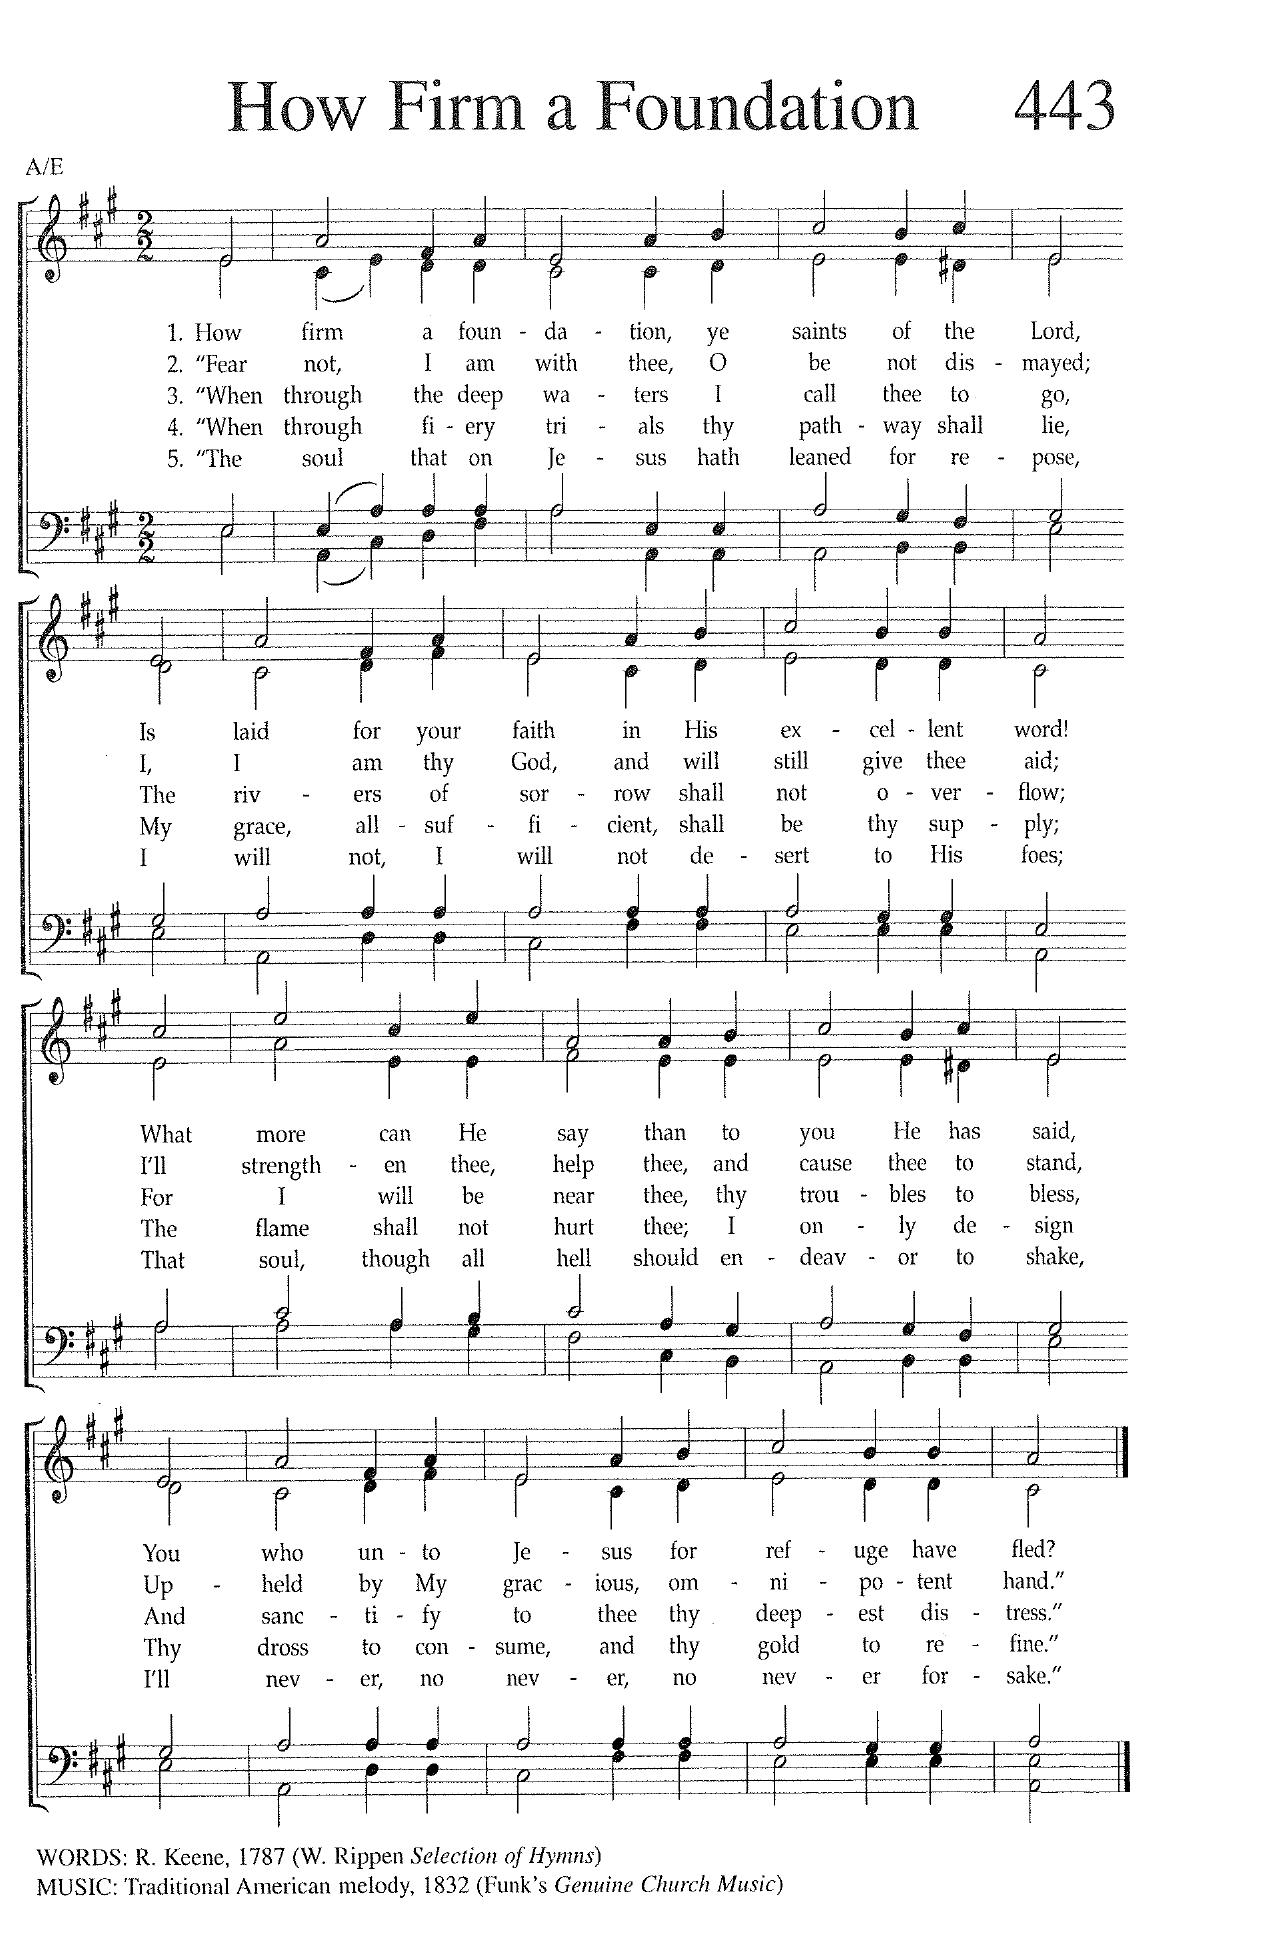 How Firm a Foundation 443
A/E
1. How firm a foun - da - tion, ye saints of the Lord,
2. “Fear not, I am with thee, O be not dis - mayed;
3. “When through the deep wa - ters I call thee to go,
4. “When through fi - ery tri - als thy path - way shall lie,
5. “The soul that on Je - sus hath leaned for re - pose,
Is laid for your faith in His ex - cel - lent word!
I, I am thy God, and will still give thee aid;
The riv - ers of sor - row shall not o - ver - flow;
My grace, all - suf - fi - cient, shall be thy sup - ply;
I will not, I will not de - sert to His foes;
What more can He say than to you He has said,
I’ll strength - en thee, help thee, and cause thee to stand,
For I will be near thee, thy trou - bles to bless,
The flame shall not hurt thee; I on - ly de - sign
That soul, though all hell should en - deav - or to shake,
You who un - to Je - sus for ref - uge have fled?
Up - held by My grac - ious, om - ni - po - tent hand.”
And sanc - ti - fy to thee thy deep - est dis - tress.”
Thy dross to con - sume, and thy gold to re - fine.”
I’ll nev - er, no nev - er, no nev - er for - sake.”
WORDS: R. Keene, 1787 (W. Rippen Selection of Hymns)
MUSIC: Traditional American melody, 1832 (Funk’s Genuine Church Music)